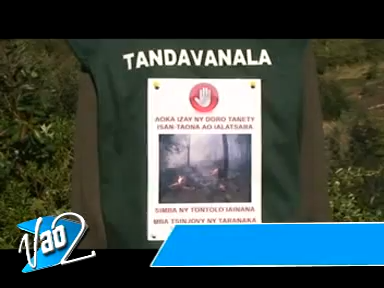 TANDAVANALA
AOKA IZAY NY DORO TANETY
ISAN-TAONA AO IALATSARA
SIMBA NY TONTOLO IAINANA
MBA TSINJOVY NY TARANAKA
Vao2